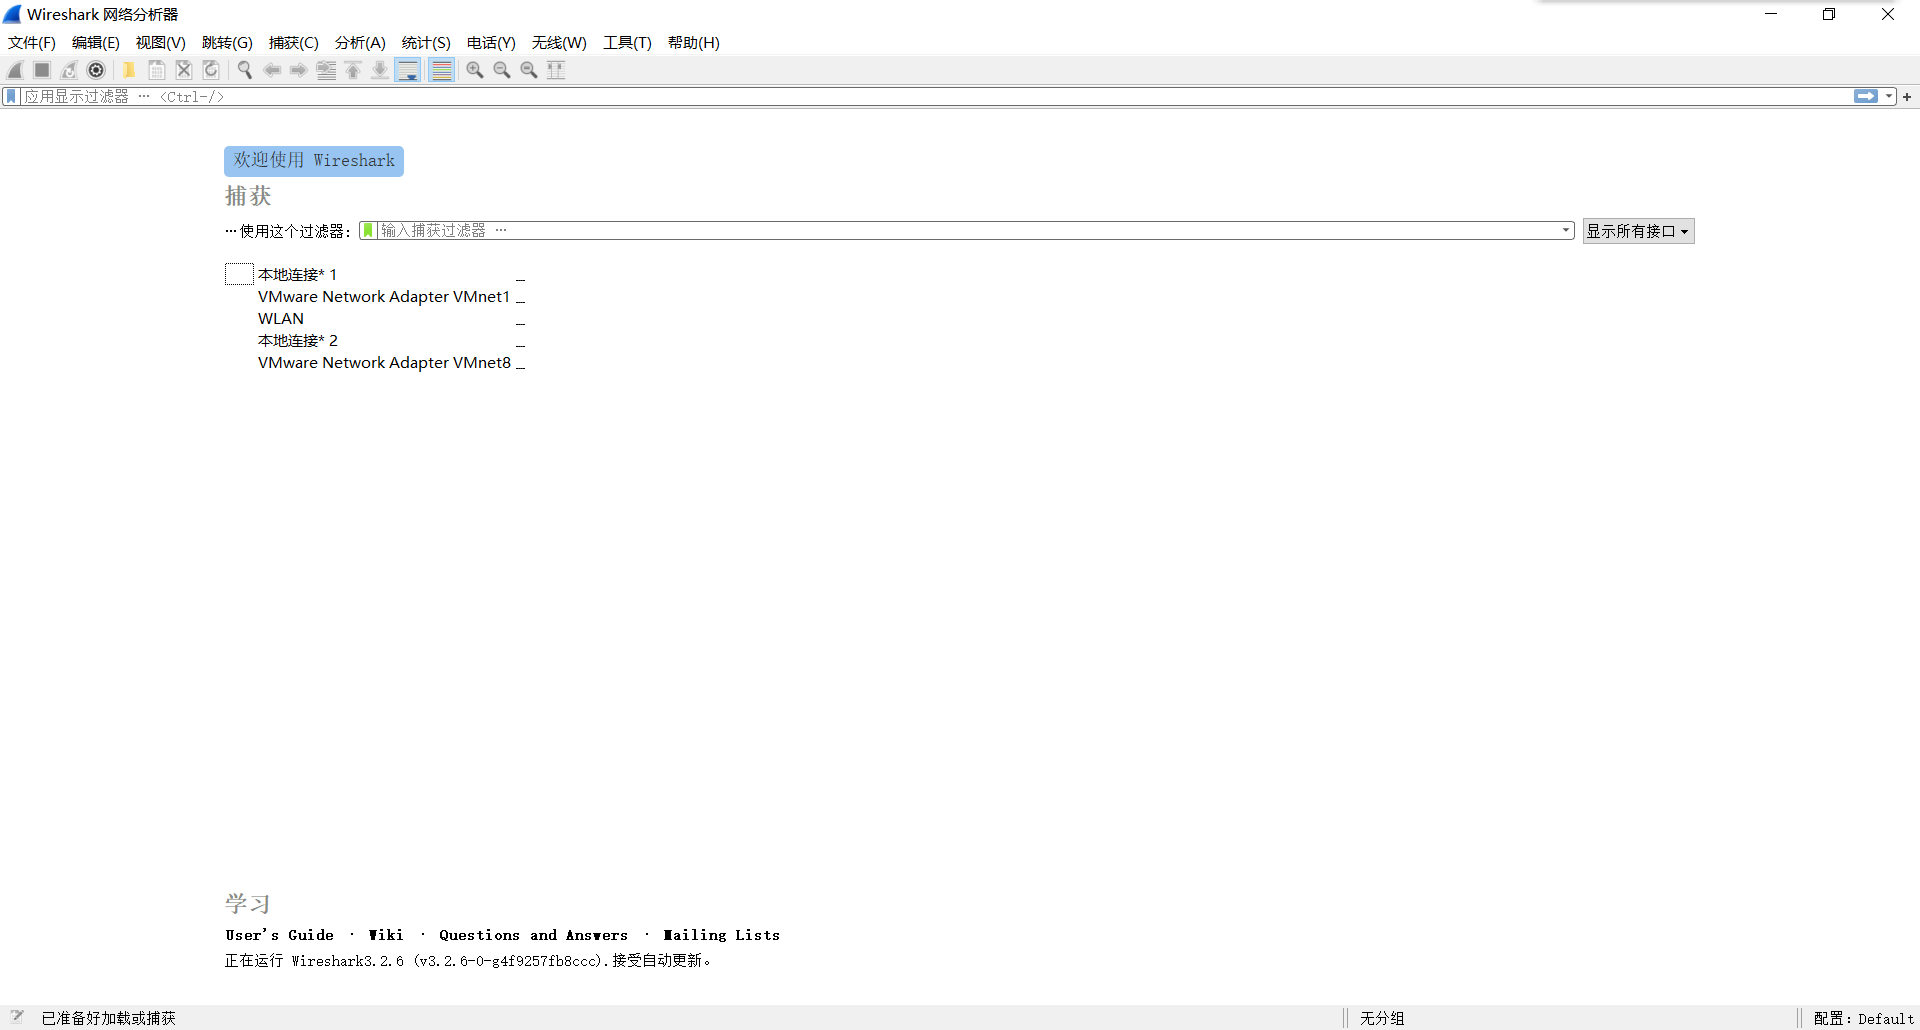 Wireshark 网络分析器
文件(F) 编辑(E) 视图(V) 跳转(G) 捕获(C) 分析(A) 统计(S) 电话(Y) 无线(W) 工具(T) 帮助(H)
应用显示过滤器 … <Ctrl-/>
欢迎使用 Wireshark
捕获
…使用这个过滤器: 输入捕获过滤器 … 显示所有接口
本地连接* 1
VMware Network Adapter VMnet1
WLAN
本地连接* 2
VMware Network Adapter VMnet8
学习
User's Guide · Wiki · Questions and Answers · Mailing Lists
正在运行 Wireshark3.2.6 (v3.2.6-0-g4f9257fb8ccc).接受自动更新。
已准备好加载或捕获 无分组 配置:Default